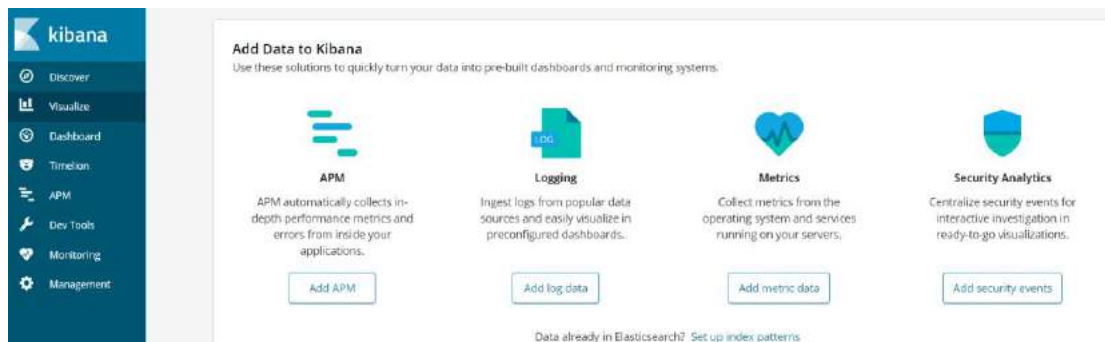 kibana
Discover
Visualize
Dashboard
Timelion
APM
Dev Tools
Monitoring
Management
Add Data to Kibana
Use these solutions to quickly turn your data into pre-built dashboards and monitoring systems.
APM
APM automatically collects in-
depth performance metrics and
errors from inside your
applications.
Add APM
LOG
Logging
Ingest logs from popular data
sources and easily visualize in
preconfigured dashboards.
Add log data
Metrics
Collect metrics from the
operating system and services
running on your servers.
Add metric data
Security Analytics
Centralize security events for
interactive investigation in
ready-to-go visualizations.
Add security events
Data already in Elasticsearch? Set up index patterns